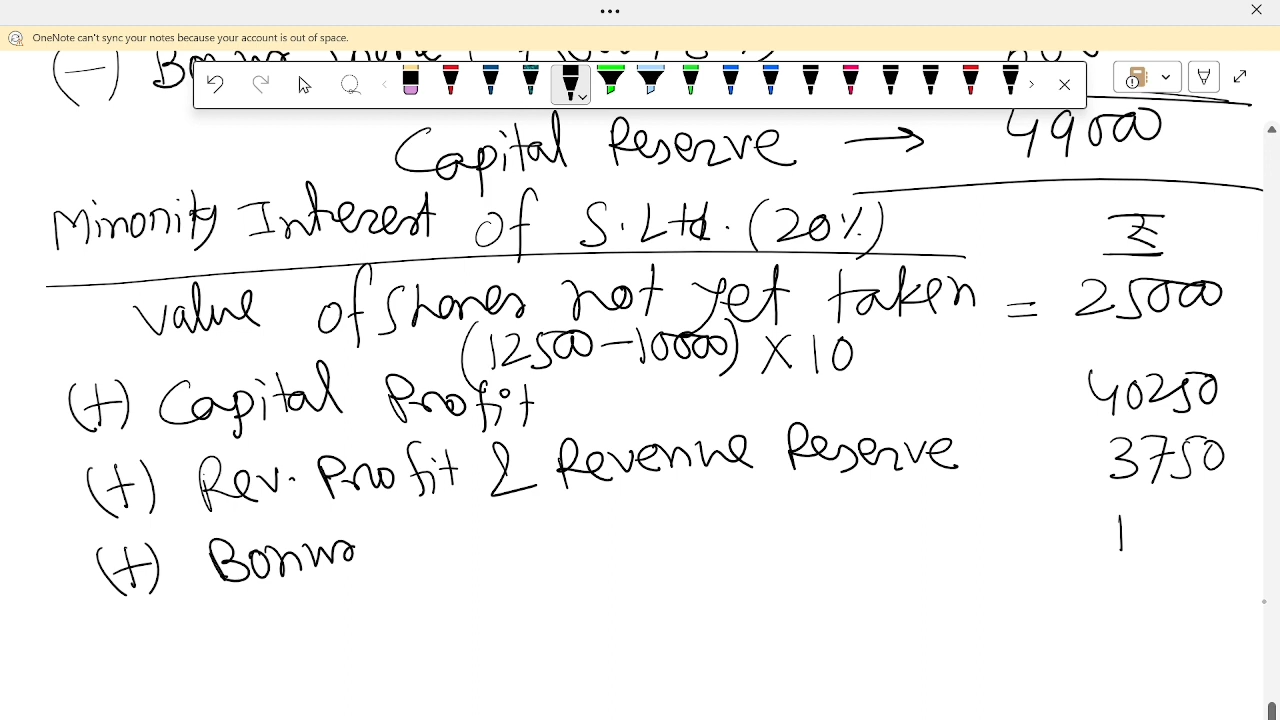 OneNote can't sync your notes because your account is out of space.
(-) Bonus
Capital Reserve → 49000
Minority Interest of S.Ltd. (20%) ₹
value of shares not yet taken = 25000
(12500-10000) X 10
(+) Capital Profit 40250
(+) Rev. Profit & Revenue Reserve 3750
(+) Bonus 1